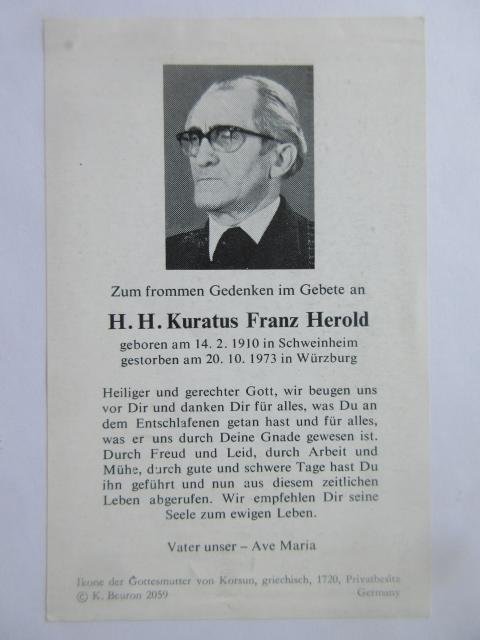 Zum frommen Gedenken im Gebete an
H. H. Kuratus Franz Herold
geboren am 14. 2. 1910 in Schweinheim
gestorben am 20. 10. 1973 in Würzburg
Heiliger und gerechter Gott, wir beugen uns
vor Dir und danken Dir für alles, was Du an
dem Entschlafenen getan hast und für alles,
was er uns durch Deine Gnade gewesen ist.
Durch Freud und Leid, durch Arbeit und
Mühe, durch gute und schwere Tage hast Du
ihn geführt und nun aus diesem zeitlichen
Leben abgerufen. Wir empfehlen Dir seine
Seele zum ewigen Leben.
Vater unser – Ave Maria
Ikone der Gottesmutter von Korsun, griechisch, 1720, Privatbesitz
© K. Beuron 2059 Germany